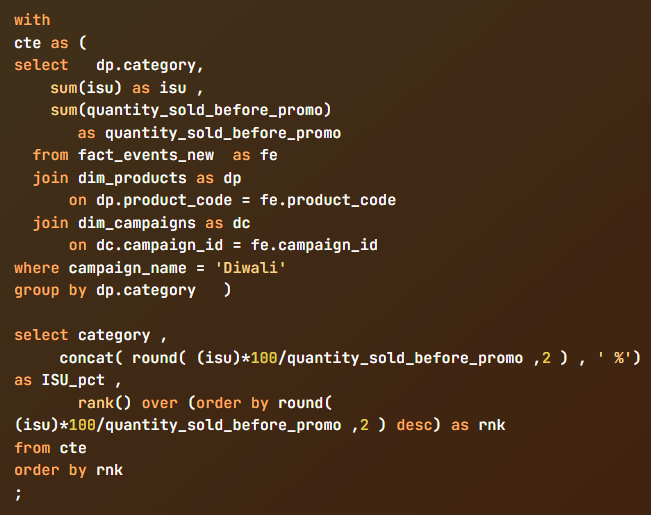 with
cte as (
select   dp.category,
    sum(isu) as isu ,
    sum(quantity_sold_before_promo)
       as quantity_sold_before_promo
  from fact_events_new  as fe
  join dim_products as dp
      on dp.product_code = fe.product_code
  join dim_campaigns as dc
      on dc.campaign_id = fe.campaign_id
where campaign_name = 'Diwali'
group by dp.category   )

select category ,
     concat( round( (isu)*100/quantity_sold_before_promo ,2 ) , ' %')
as ISU_pct ,
       rank() over (order by round(
(isu)*100/quantity_sold_before_promo ,2 ) desc) as rnk
from cte
order by rnk
;